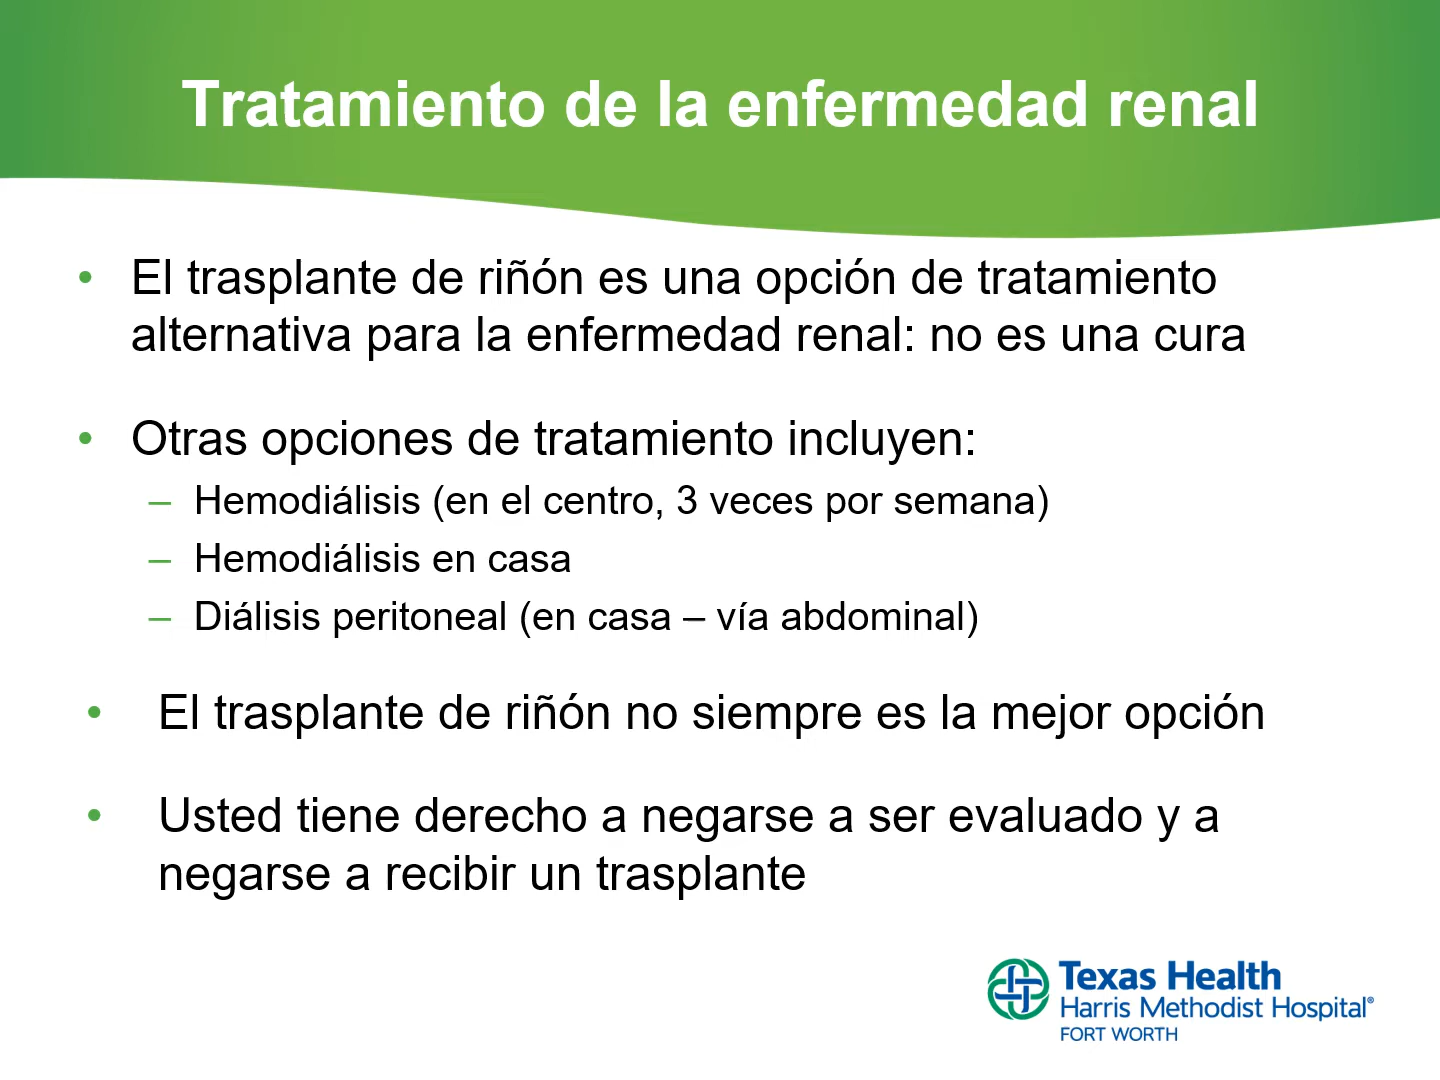 Tratamiento de la enfermedad renal
• El trasplante de riñón es una opción de tratamiento
alternativa para la enfermedad renal: no es una cura
• Otras opciones de tratamiento incluyen:
– Hemodiálisis (en el centro, 3 veces por semana)
– Hemodiálisis en casa
– Diálisis peritoneal (en casa – vía abdominal)
• El trasplante de riñón no siempre es la mejor opción
• Usted tiene derecho a negarse a ser evaluado y a
negarse a recibir un trasplante
Texas Health
Harris Methodist Hospital®
FORT WORTH